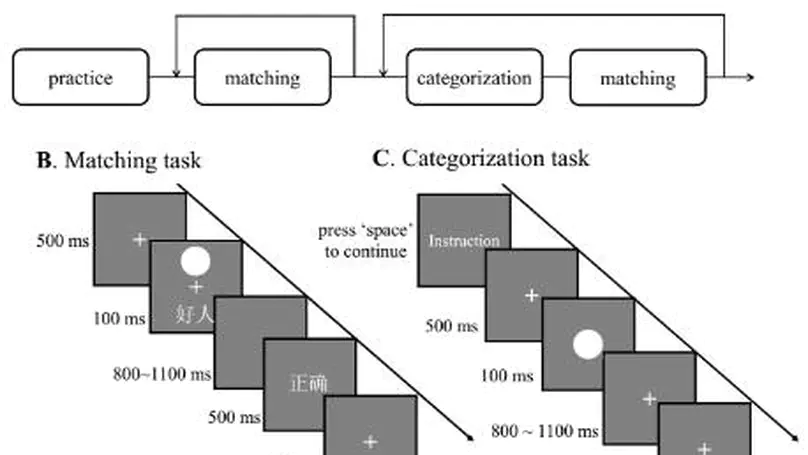 practice
matching
categorization
matching
B. Matching task
C. Categorization task
500 ms
100 ms
好人
800~1100 ms
正确
500 ms
press ‘space’
to continue
Instruction
500 ms
100 ms
800 ~ 1100 ms